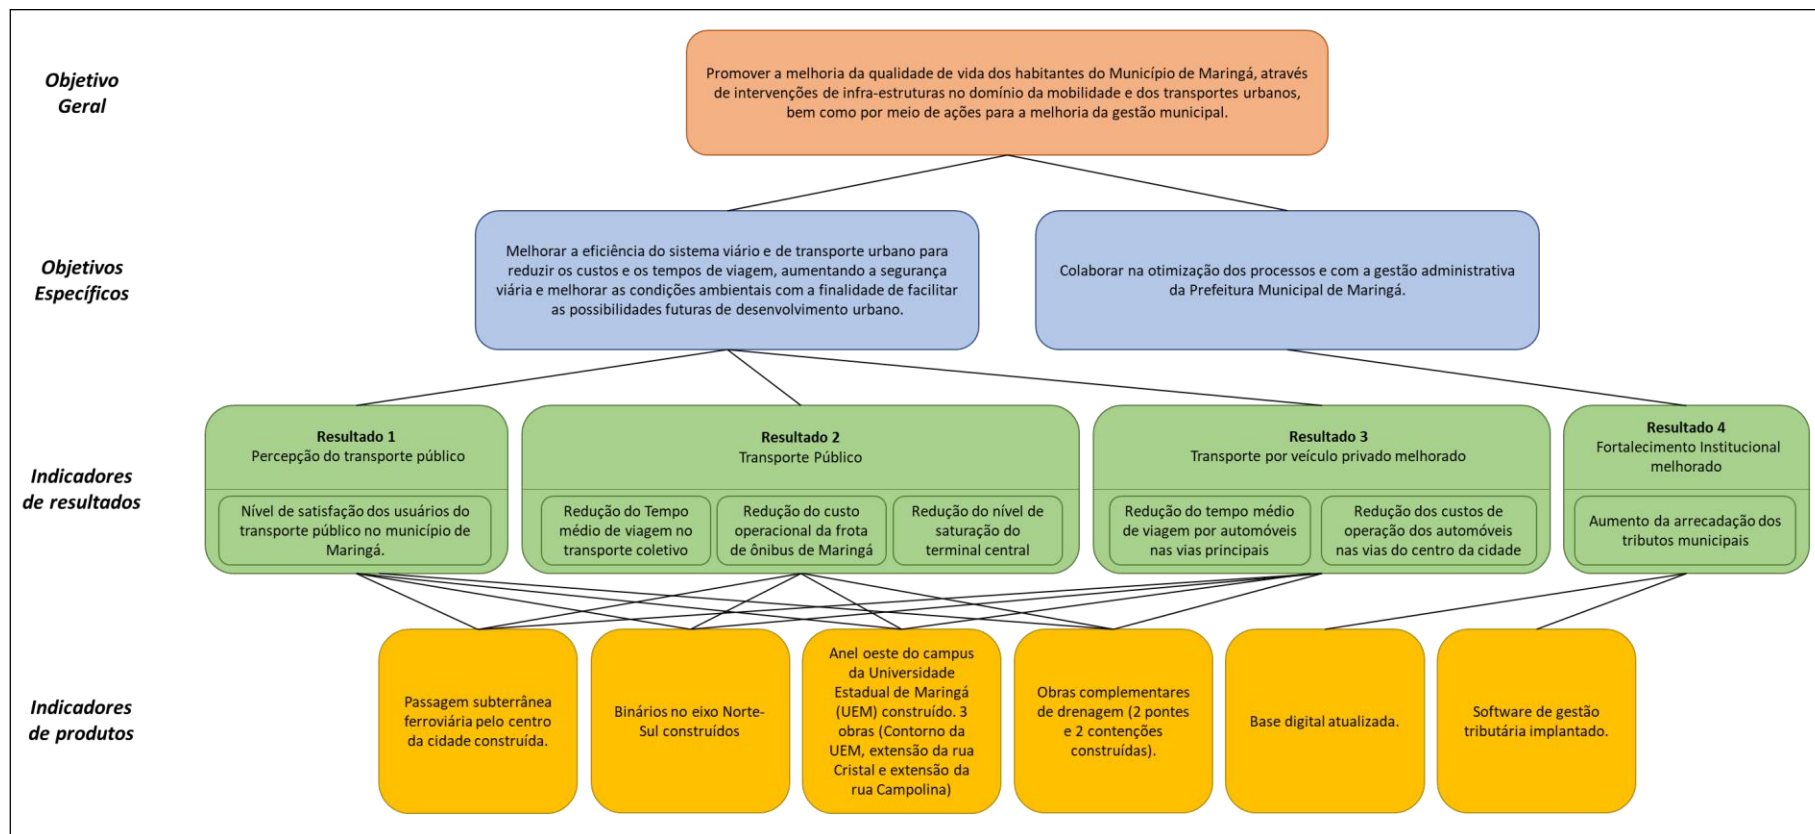 Objetivo
Geral
Promover a melhoria da qualidade de vida dos habitantes do Município de Maringá, através
de intervenções de infra-estruturas no domínio da mobilidade e dos transportes urbanos,
bem como por meio de ações para a melhoria da gestão municipal.
Objetivos
Específicos
Melhorar a eficiência do sistema viário e de transporte urbano para
reduzir os custos e os tempos de viagem, aumentando a segurança
viária e melhorar as condições ambientais com a finalidade de facilitar
as possibilidades futuras de desenvolvimento urbano.
Colaborar na otimização dos processos e com a gestão administrativa
da Prefeitura Municipal de Maringá.
Indicadores
de resultados
Resultado 1
Percepção do transporte público
Nível de satisfação dos usuários do
transporte público no município de
Maringá.
Resultado 2
Transporte Público
Redução do Tempo
médio de viagem no
transporte coletivo
Redução do custo
operacional da frota
de ônibus de Maringá
Redução do nível de
saturação do
terminal central
Resultado 3
Transporte por veículo privado melhorado
Redução do tempo médio
de viagem por automóveis
nas vias principais
Redução dos custos de
operação dos automóveis
nas vias do centro da cidade
Resultado 4
Fortalecimento Institucional
melhorado
Aumento da arrecadação dos
tributos municipais
Indicadores
de produtos
Passagem subterrânea
ferroviária pelo centro
da cidade construída.
Binários no eixo Norte-
Sul construídos
Anel oeste do campus
da Universidade
Estadual de Maringá
(UEM) construído. 3
obras (Contorno da
UEM, extensão da rua
Cristal e extensão da
rua Campolina)
Obras complementares
de drenagem (2 pontes
e 2 contenções
construídas).
Base digital atualizada.
Software de gestão
tributária implantado.